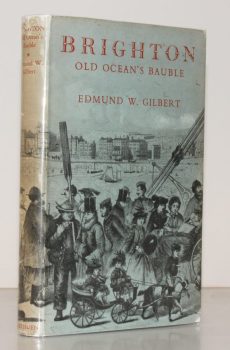 BRIGHTON
OLD OCEAN'S BAUBLE
EDMUND W. GILBERT